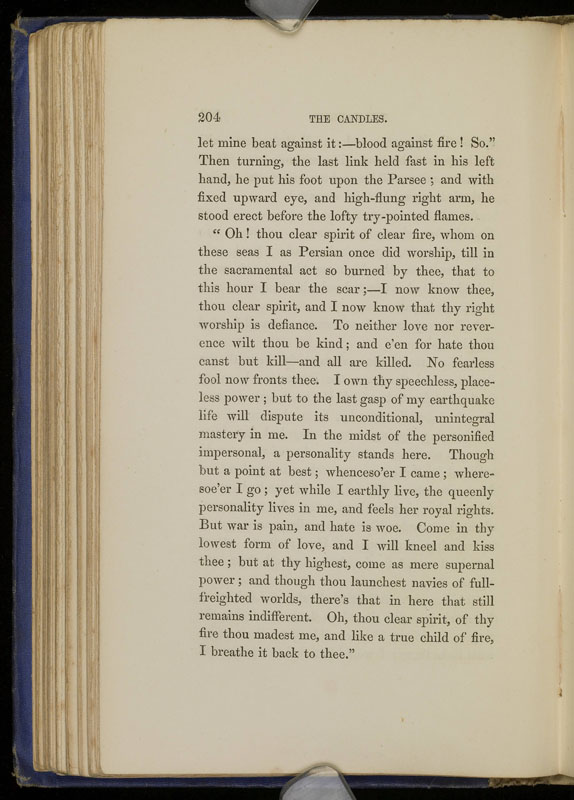 204 THE CANDLES.
let mine beat against it:—blood against fire! So."
Then turning, the last link held fast in his left
hand, he put his foot upon the Parsee; and with
fixed upward eye, and high-flung right arm, he
stood erect before the lofty try-pointed flames.
"Oh! thou clear spirit of clear fire, whom on
these seas I as Persian once did worship, till in
the sacramental act so burned by thee, that to
this hour I bear the scar;—I now know thee,
thou clear spirit, and I now know that thy right
worship is defiance. To neither love nor rever-
ence wilt thou be kind; and e'en for hate thou
canst but kill—and all are killed. No fearless
fool now fronts thee. I own thy speechless, place-
less power; but to the last gasp of my earthquake
life will dispute its unconditional, unintegral
mastery in me. In the midst of the personified
impersonal, a personality stands here. Though
but a point at best; whenceso'er I came; where-
soe'er I go; yet while I earthly live, the queenly
personality lives in me, and feels her royal rights.
But war is pain, and hate is woe. Come in thy
lowest form of love, and I will kneel and kiss
thee; but at thy highest, come as mere supernal
power; and though thou launchest navies of full-
freighted worlds, there's that in here that still
remains indifferent. Oh, thou clear spirit, of thy
fire thou madest me, and like a true child of fire,
I breathe it back to thee."